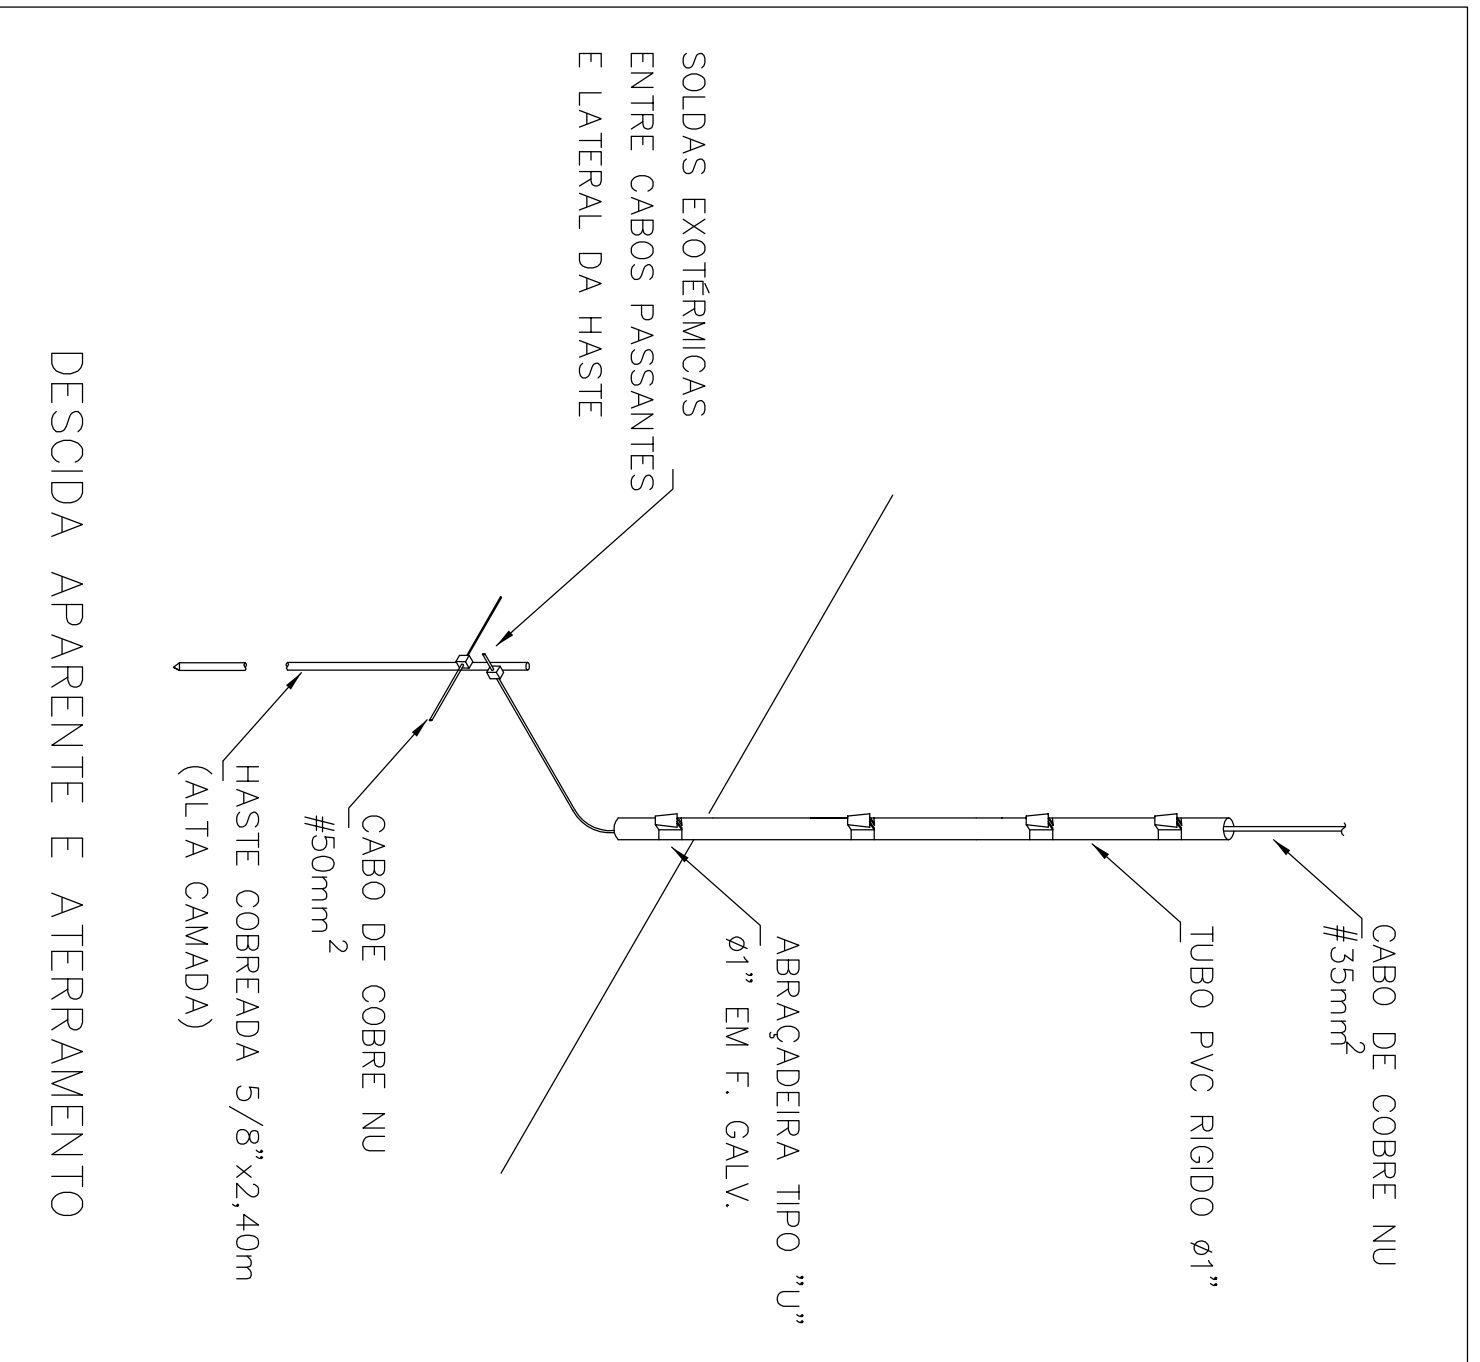 CABO DE COBRE NU
#35mm²
TUBO PVC RIGIDO ø1"
ABRAÇADEIRA TIPO "U"
ø1" EM F. GALV.
SOLDAS EXOTÉRMICAS
ENTRE CABOS PASSANTES
E LATERAL DA HASTE
CABO DE COBRE NU
#50mm²
HASTE COBREADA 5/8"x2,40m
(ALTA CAMADA)
DESCIDA APARENTE E ATERRAMENTO